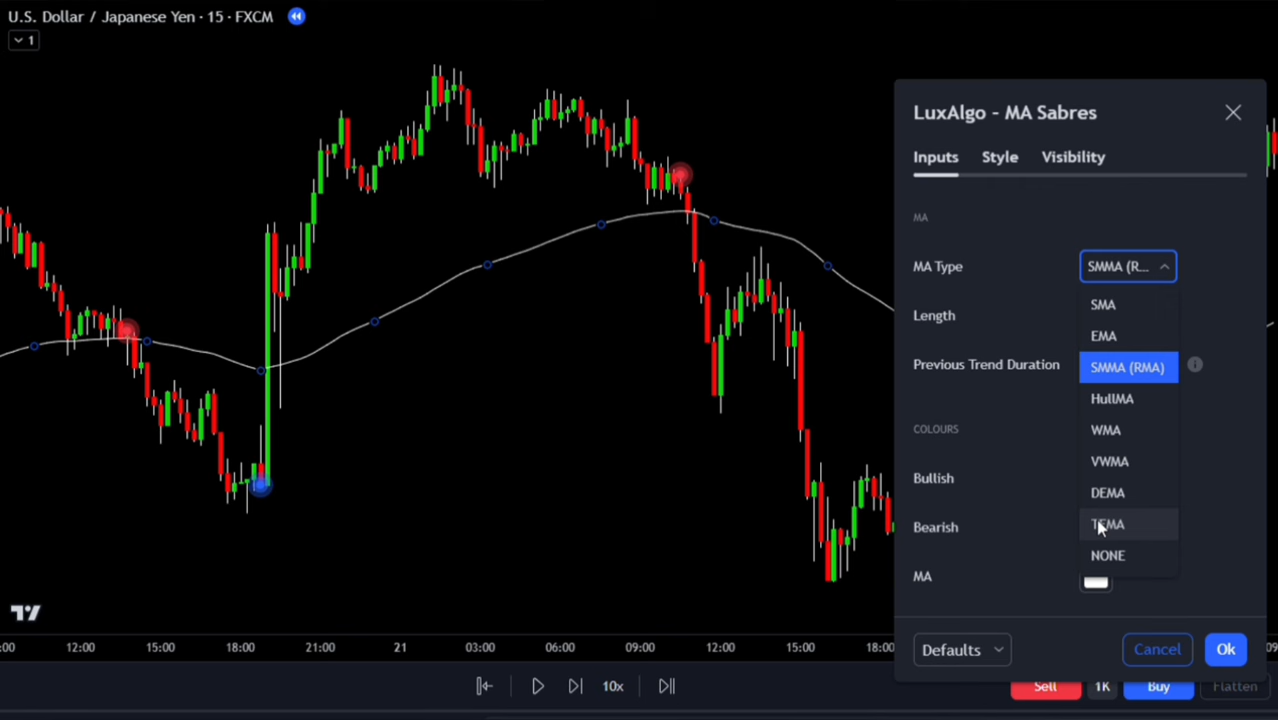 U.S. Dollar / Japanese Yen · 15 · FXCM
1
LuxAlgo - MA Sabres
Inputs Style Visibility
MA
MA Type SMMA (R...
SMA
Length
EMA
Previous Trend Duration SMMA (RMA)
HullMA
COLOURS WMA
VWMA
Bullish
DEMA
Bearish TEMA
NONE
MA
Defaults Cancel Ok
:00 12:00 15:00 18:00 21:00 21 03:00 06:00 09:00 12:00 15:00 18:00
10x Sell 1K Buy Flatten